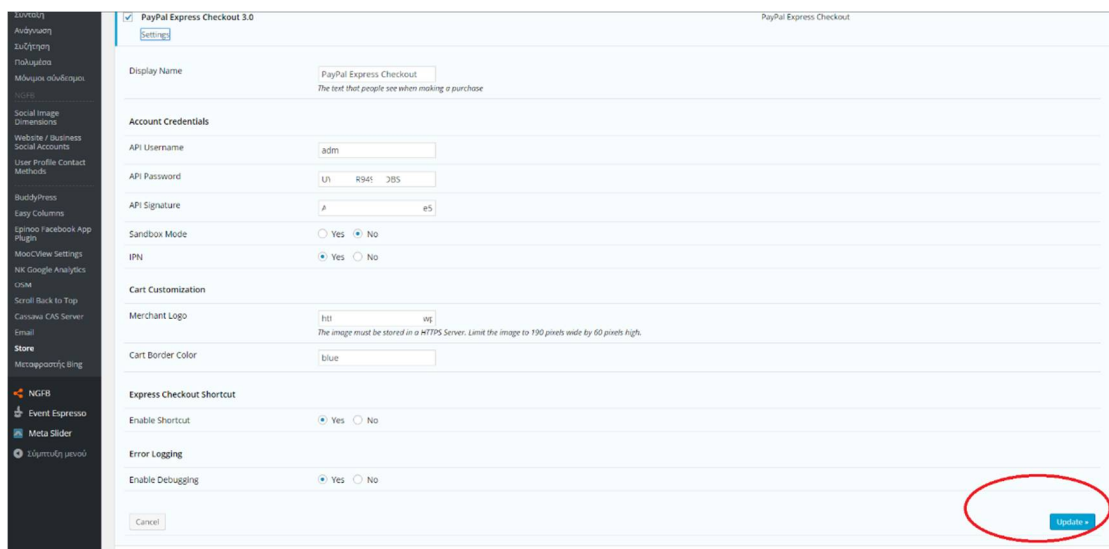 Σύνταξη
Ανάγνωση
Συζήτηση
Πολυμέσα
Μόνιμοι σύνδεσμοι
NGFB
Social Image
Dimensions
Website / Business
Social Accounts
User Profile Contact
Methods
BuddyPress
Easy Columns
Epinoo Facebook App
Plugin
MooCView Settings
NK Google Analytics
OSM
Scroll Back to Top
Cassava CAS Server
Email
Store
Μεταφραστής Bing
NGFB
Event Espresso
Meta Slider
Σύμπτυξη μενού
PayPal Express Checkout 3.0 PayPal Express Checkout
Settings
Display Name PayPal Express Checkout
The text that people see when making a purchase
Account Credentials
API Username adm
API Password R94 DBS
API Signature e5
Sandbox Mode Yes No
IPN Yes No
Cart Customization
Merchant Logo htt wp
The image must be stored in a HTTPS Server. Limit the image to 190 pixels wide by 60 pixels high.
Cart Border Color blue
Express Checkout Shortcut
Enable Shortcut Yes No
Error Logging
Enable Debugging Yes No
Cancel Update »